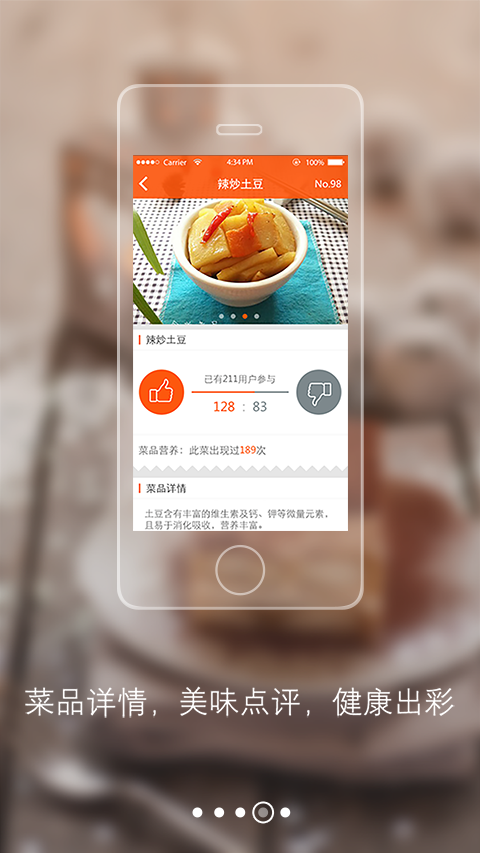 Carrier 4:34 PM 100%
辣炒土豆 No.98
辣炒土豆
已有211用户参与
128 : 83
菜品营养：此菜出现过189次
菜品详情
土豆含有丰富的维生素及钙、钾等微量元素，
且易于消化吸收，营养丰富。
菜品详情，美味点评，健康出彩